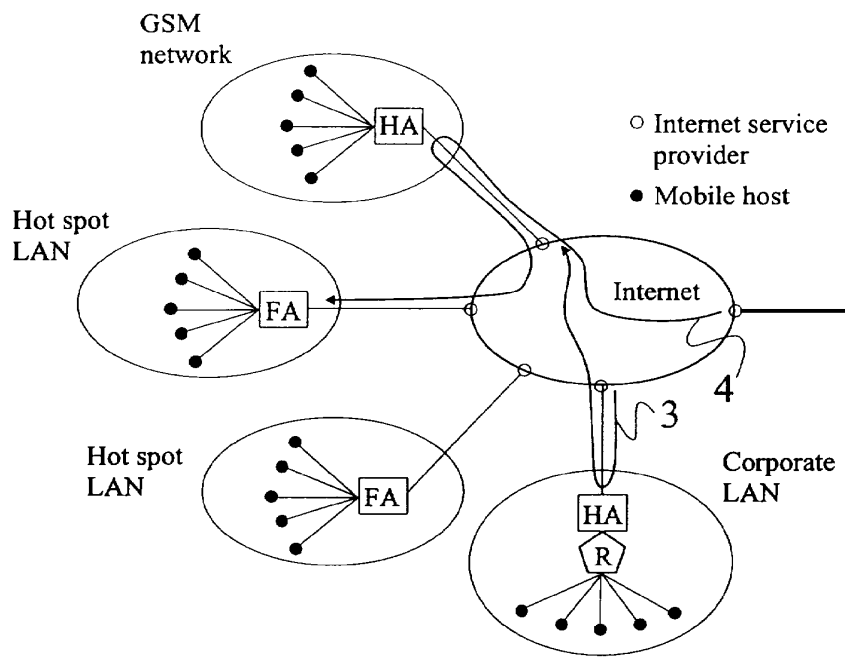 GSM
network
HA
Internet service
provider
Mobile host
Hot spot
LAN
FA
Internet
4
3
Hot spot
LAN
FA
Corporate
LAN
HA
R